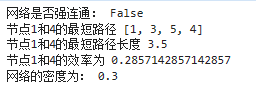 网络是否强连通： False
节点1和4的最短路径 [1, 3, 5, 4]
节点1和4的最短路径长度 3.5
节点1和4的效率为 0.2857142857142857
网络的密度为： 0.3